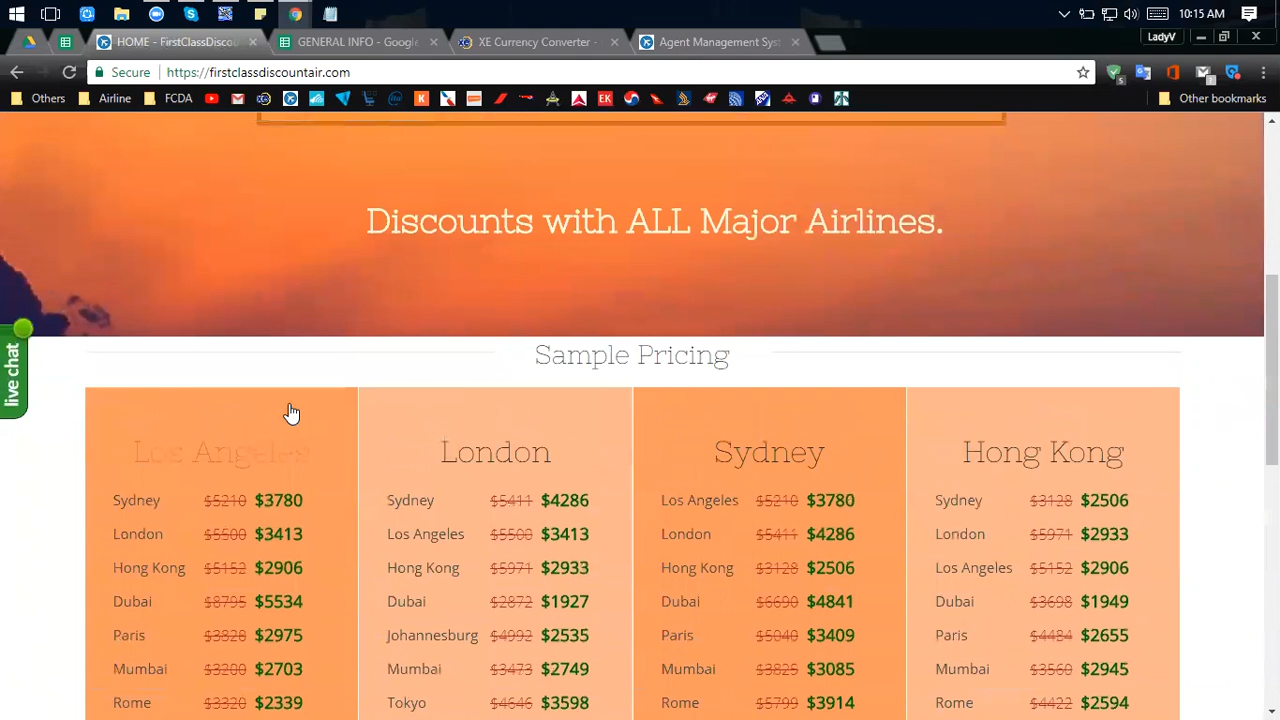 10:15 AM
HOME - FirstClassDiscou
GENERAL INFO - Google
XE Currency Converter -
Agent Management Sys
LadyV
Secure
https://firstclassdiscountair.com
Others
Airline
FCDA
Other bookmarks
Discounts with ALL Major Airlines.
live chat
Sample Pricing
Los Angeles
Sydney $5210 $3780
London $5500 $3413
Hong Kong $5152 $2906
Dubai $8795 $5534
Paris $3828 $2975
Mumbai $3200 $2703
Rome $3320 $2339
London
Sydney $5411 $4286
Los Angeles $5500 $3413
Hong Kong $5971 $2933
Dubai $2872 $1927
Johannesburg $4992 $2535
Mumbai $3473 $2749
Tokyo $4646 $3598
Sydney
Los Angeles $5210 $3780
London $5411 $4286
Hong Kong $3128 $2506
Dubai $6690 $4841
Paris $5040 $3409
Mumbai $3825 $3085
Rome $5799 $3914
Hong Kong
Sydney $3128 $2506
London $5971 $2933
Los Angeles $5152 $2906
Dubai $3698 $1949
Paris $4484 $2655
Mumbai $3560 $2945
Rome $4422 $2594